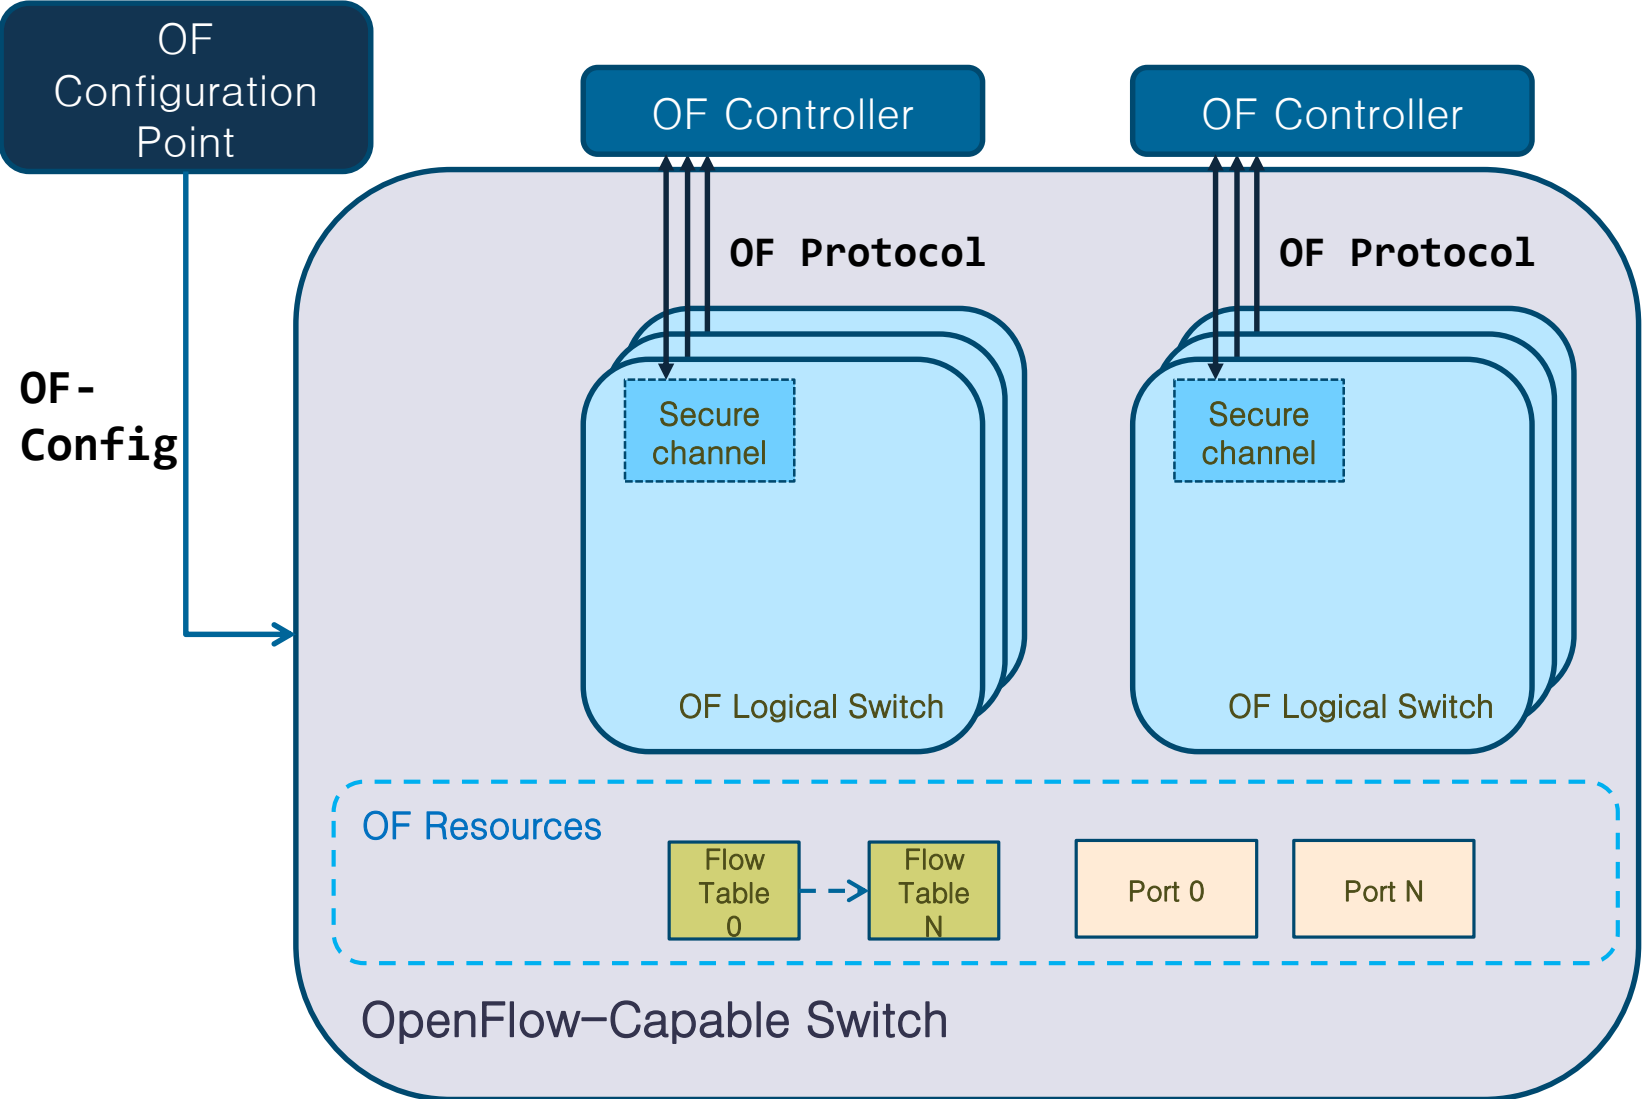 OF
Configuration
Point
OF Controller
OF Controller
OF Protocol
OF Protocol
OF-
Config
Secure
channel
Secure
channel
OF Logical Switch
OF Logical Switch
OF Resources
Flow
Table
0
Flow
Table
N
Port 0
Port N
OpenFlow-Capable Switch